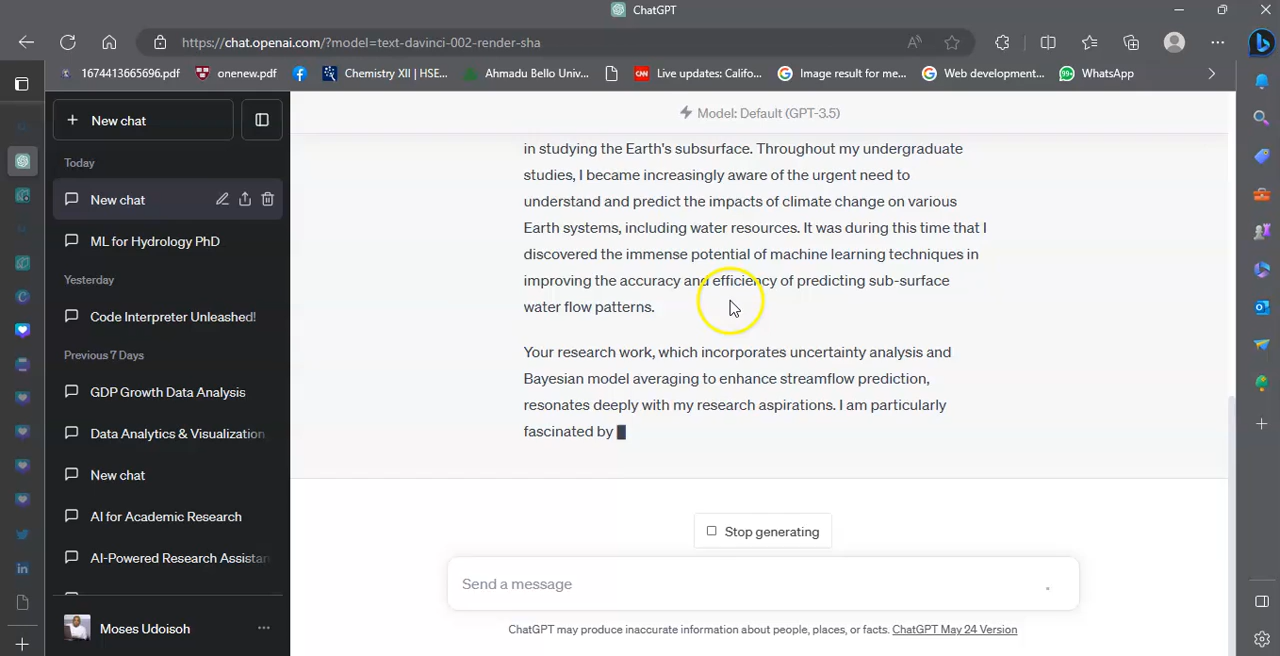 ChatGPT
https://chat.openai.com/?model=text-davinci-002-render-sha
1674413665696.pdf
onenew.pdf
Chemistry XII | HSE...
Ahmadu Bello Univ...
CNN
Live updates: Califo...
Image result for me...
Web development...
99+
WhatsApp
New chat
Today
New chat
ML for Hydrology PhD
Yesterday
Code Interpreter Unleashed!
Previous 7 Days
GDP Growth Data Analysis
Data Analytics & Visualization
New chat
AI for Academic Research
AI-Powered Research Assistan
Moses Udoisoh
Model: Default (GPT-3.5)
in studying the Earth's subsurface. Throughout my undergraduate
studies, I became increasingly aware of the urgent need to
understand and predict the impacts of climate change on various
Earth systems, including water resources. It was during this time that I
discovered the immense potential of machine learning techniques in
improving the accuracy and efficiency of predicting sub-surface
water flow patterns.
Your research work, which incorporates uncertainty analysis and
Bayesian model averaging to enhance streamflow prediction,
resonates deeply with my research aspirations. I am particularly
fascinated by
Stop generating
Send a message
ChatGPT may produce inaccurate information about people, places, or facts. ChatGPT May 24 Version